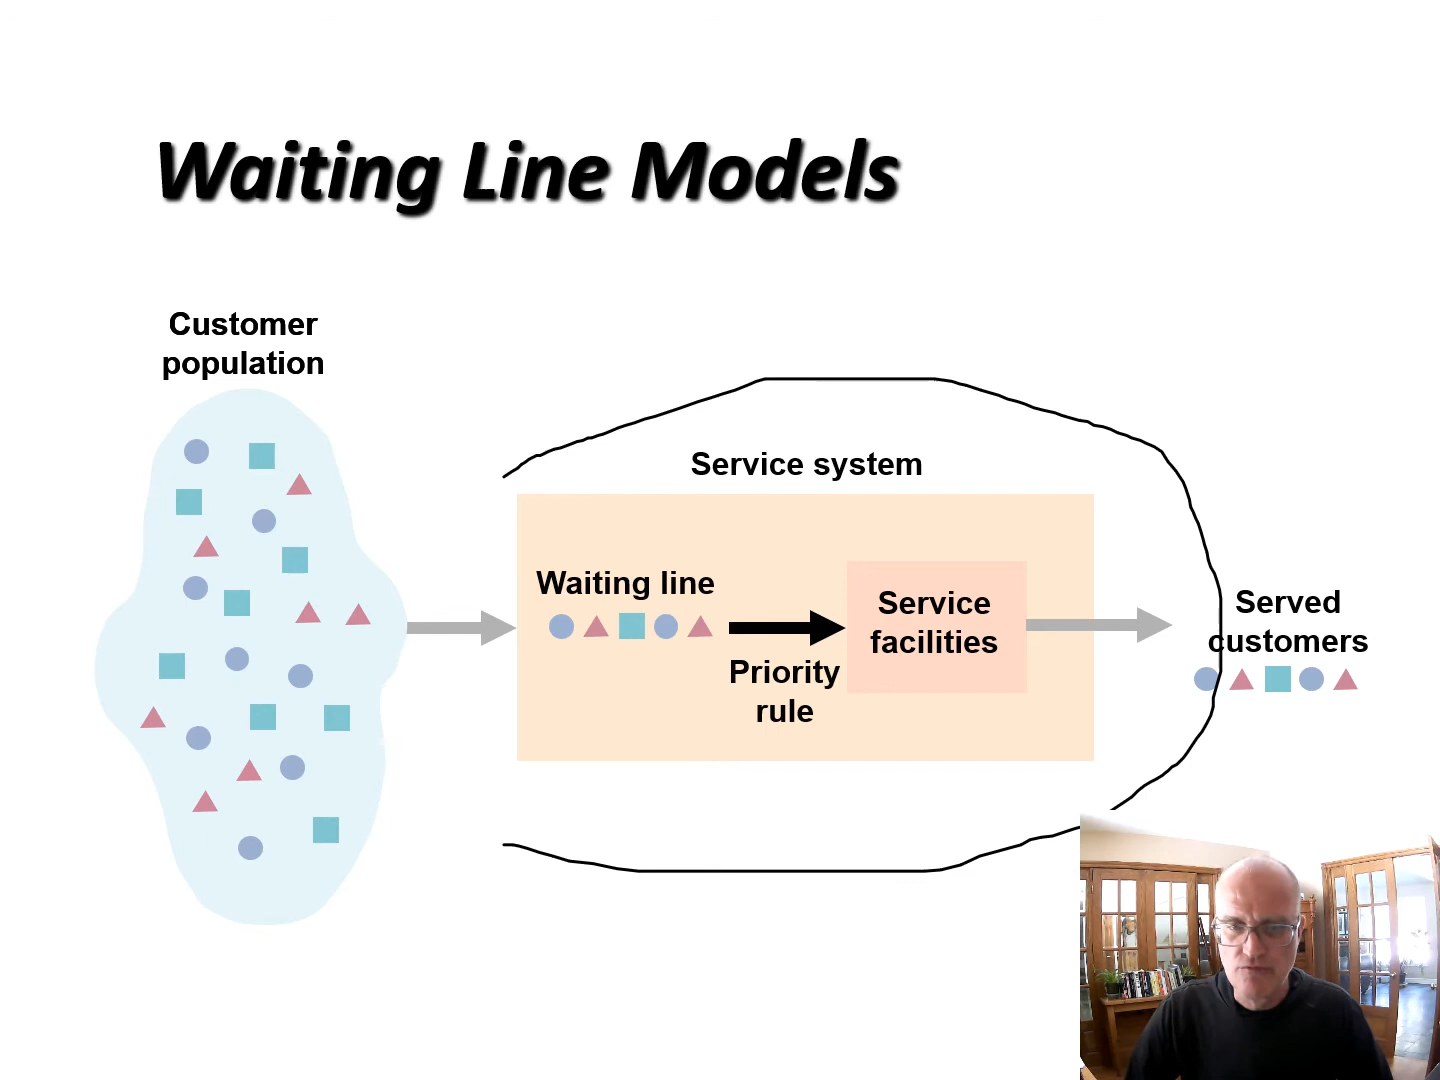 Waiting Line Models
Customer
population
Service system
Waiting line
Priority
rule
Service
facilities
Served
customers